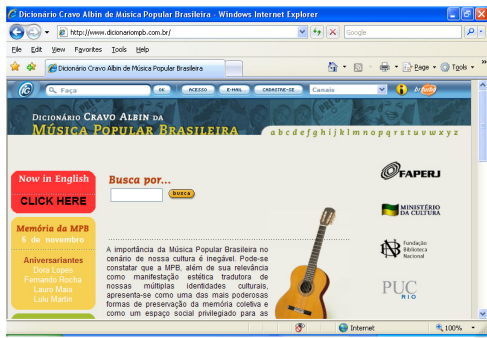 Dicionário Cravo Albin de Música Popular Brasileira - Windows Internet Explorer
http://www.dicionariompb.com.br/
Google
File Edit View Favorites Tools Help
Dicionário Cravo Albin de Música Popular Brasileira
Page Tools
Faça
OK ACESSO E-MAIL CADASTRE-SE Canais
DICIONÁRIO CRAVO ALBIN DA
MÚSICA POPULAR BRASILEIRA
a b c d e f g h i j k l m n o p q r s t u v w x y z
Now in English
CLICK HERE
Busca por...
busca
FAPERJ
MINISTÉRIO
DA CULTURA
Fundação
Biblioteca
Nacional
PUC
RIO
Memória da MPB
6 de novembro
Aniversariantes
Dora Lopes
Fernando Rocha
Lauro Maia
Lulu Martin
A importância da Música Popular Brasileira no
cenário de nossa cultura é inegável. Pode-se
constatar que a MPB, além de sua relevância
como manifestação estética tradutora de
nossas múltiplas identidades culturais,
apresenta-se como uma das mais poderosas
formas de preservação da memória coletiva e
como um espaço social privilegiado para as
Internet 100%